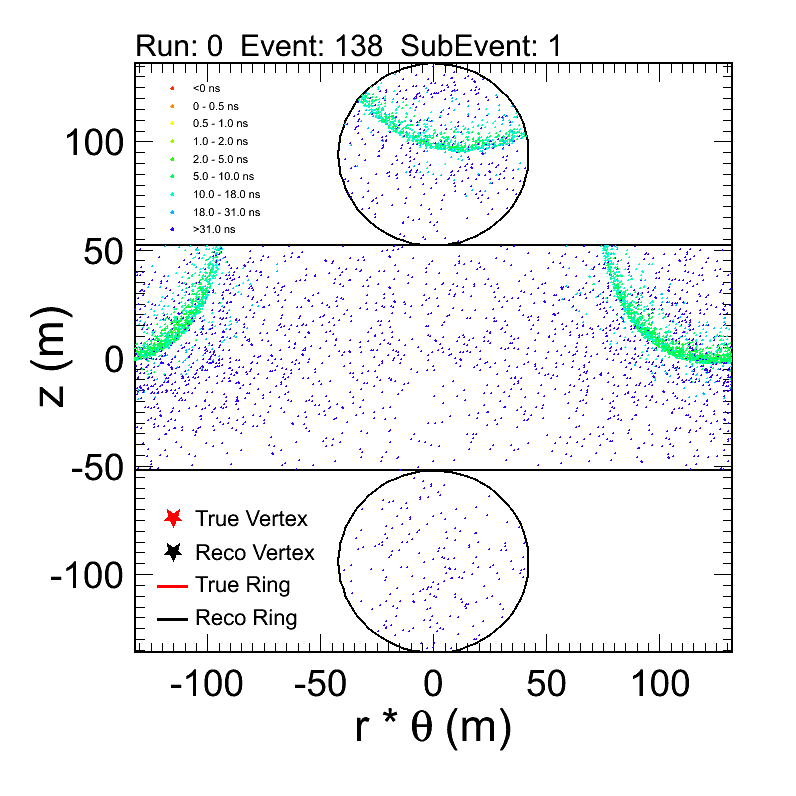 Run: 0  Event: 138  SubEvent: 1
<0 ns
0 - 0.5 ns
0.5 - 1.0 ns
1.0 - 2.0 ns
2.0 - 5.0 ns
5.0 - 10.0 ns
10.0 - 18.0 ns
18.0 - 31.0 ns
>31.0 ns
100
50
0
-50
-100
z (m)
True Vertex
Reco Vertex
True Ring
Reco Ring
-100 -50 0 50 100
r * θ (m)